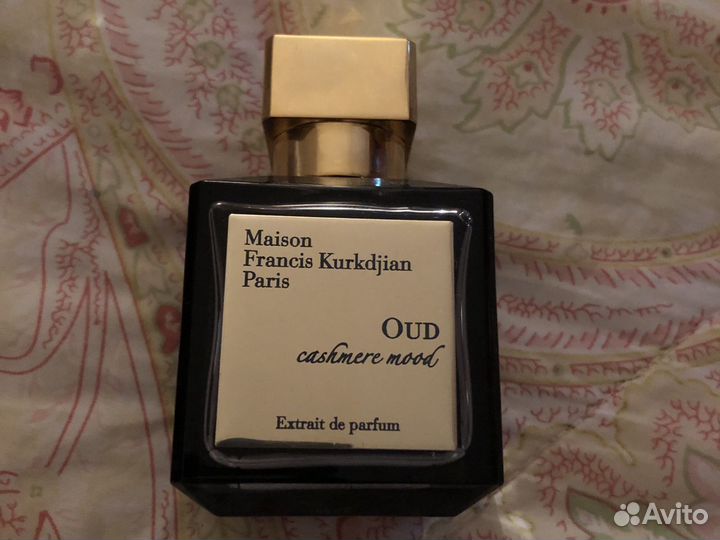 Maison
Francis Kurkdjian
Paris
OUD
cashmere mood
Extrait de parfum
Avito